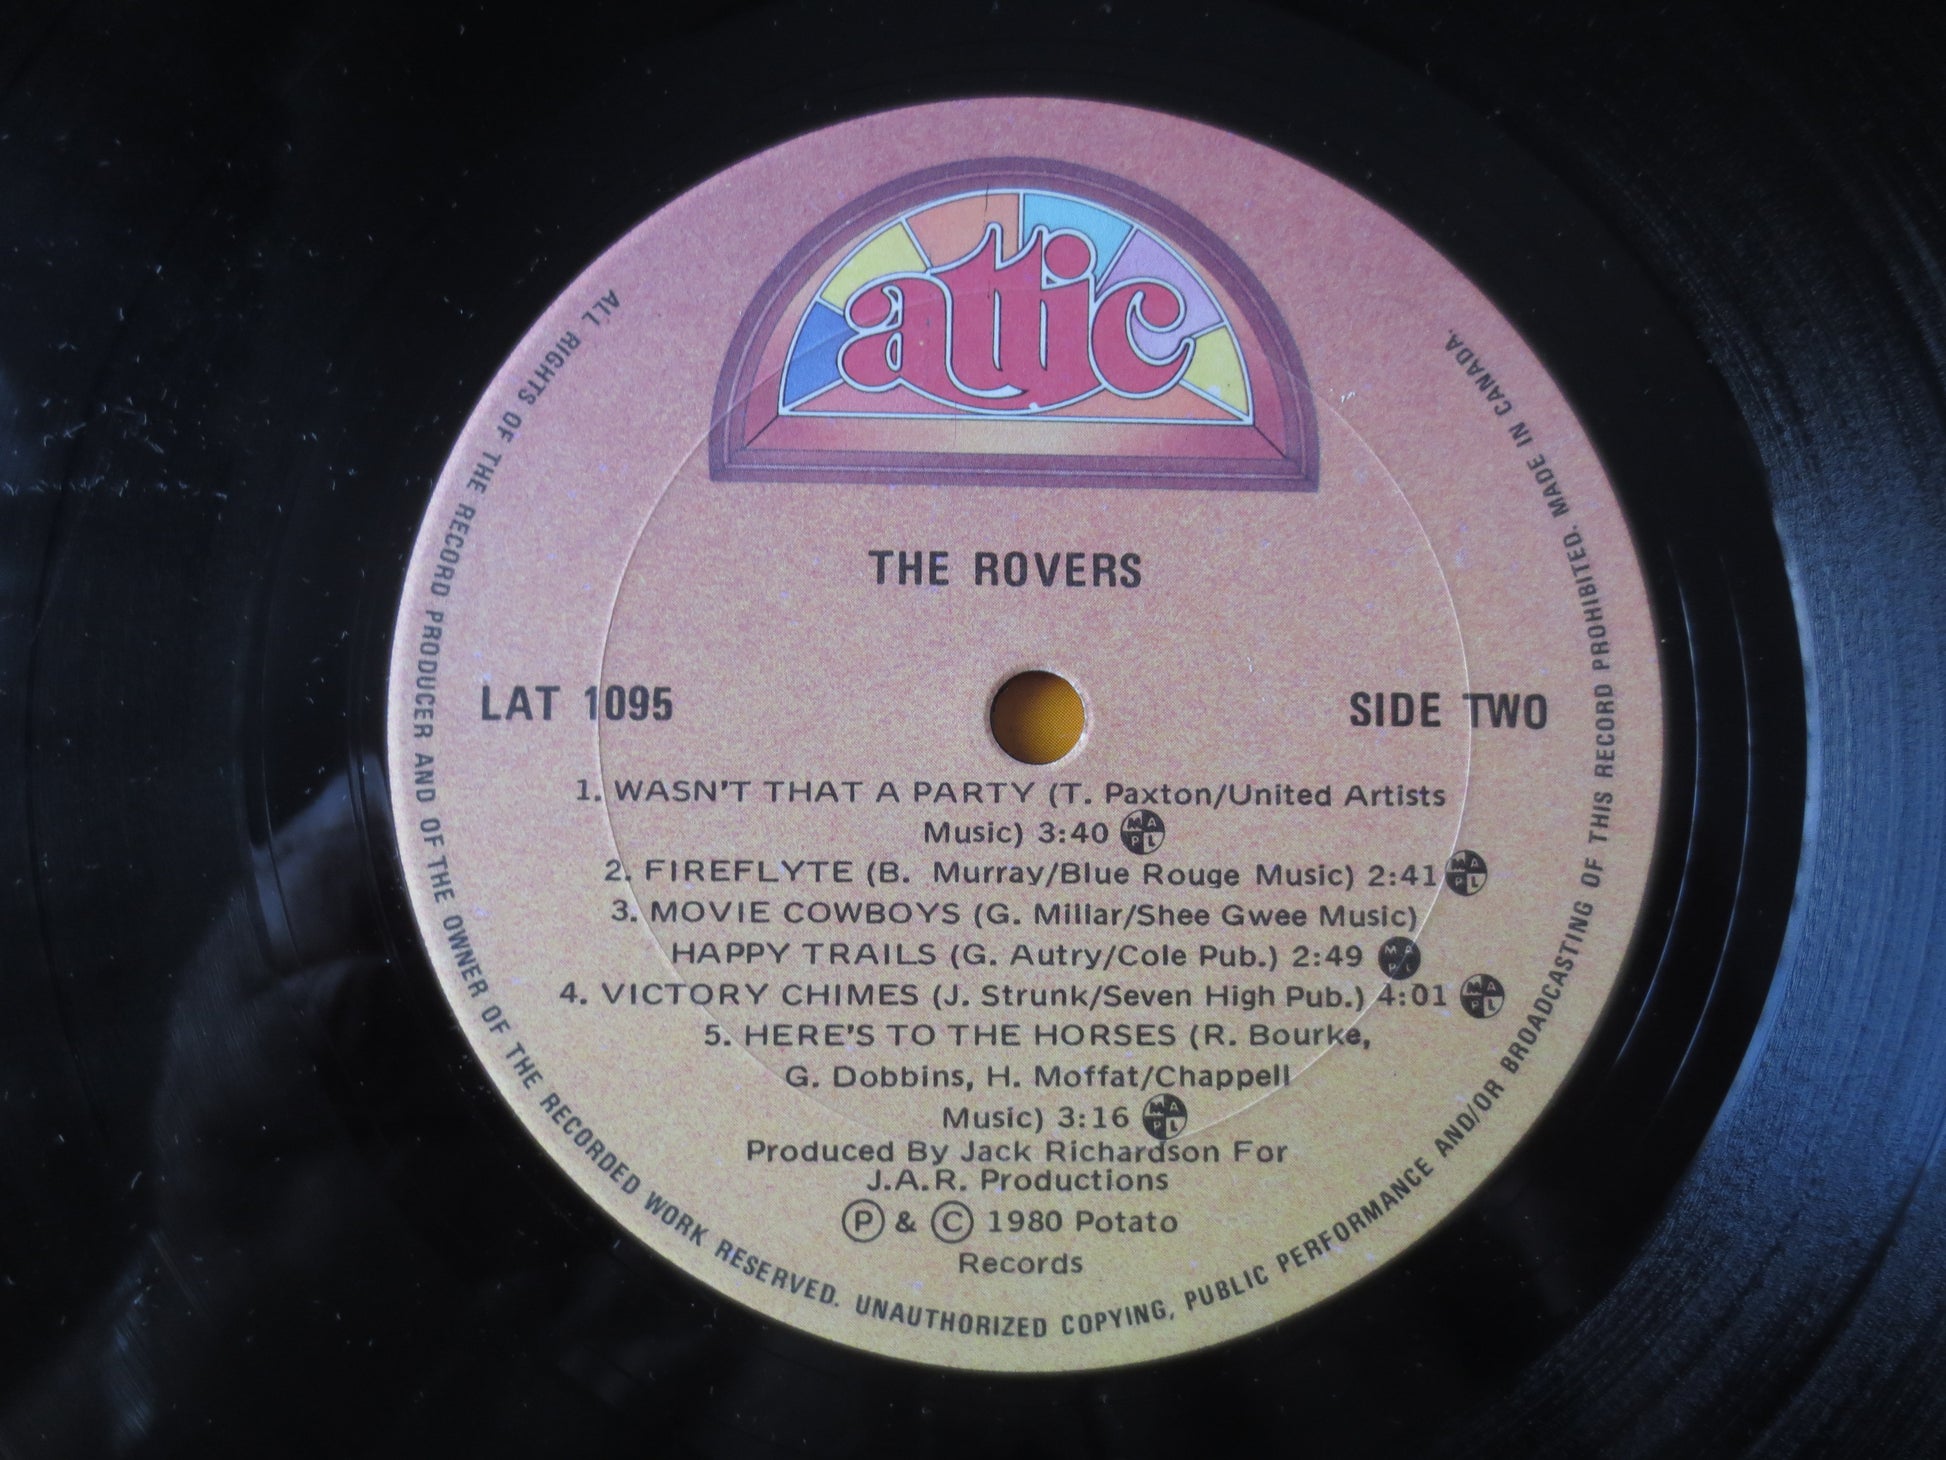 attic
THE ROVERS
LAT 1095
SIDE TWO
1. WASN'T THAT A PARTY (T. Paxton/United Artists
Music) 3:40 MAPL
2. FIREFLYTE (B. Murray/Blue Rouge Music) 2:41 MAPL
3. MOVIE COWBOYS (G. Millar/Shee Gwee Music)
HAPPY TRAILS (G. Autry/Cole Pub.) 2:49 MAPL
4. VICTORY CHIMES (J. Strunk/Seven High Pub.) 4:01 MAPL
5. HERE'S TO THE HORSES (R. Bourke,
G. Dobbins, H. Moffat/Chappell
Music) 3:16 MAPL
Produced By Jack Richardson For
J.A.R. Productions
Ⓟ & © 1980 Potato
Records
ALL RIGHTS OF THE RECORD PRODUCER AND OF THE OWNER OF THE RECORDED WORK RESERVED. UNAUTHORIZED COPYING, PUBLIC PERFORMANCE AND/OR BROADCASTING OF THIS RECORD PROHIBITED. MADE IN CANADA.